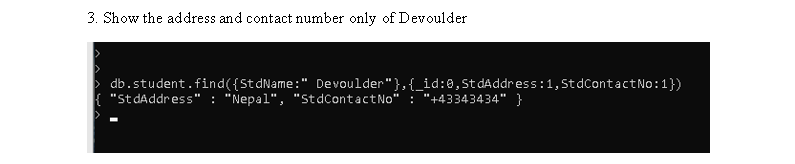 3. Show the address and contact number only of Devoulder
>
>
> db.student.find({StdName:" Devoulder"},{_id:0,StdAddress:1,StdContactNo:1})
{ "StdAddress" : "Nepal", "StdContactNo" : "+43343434" }
>